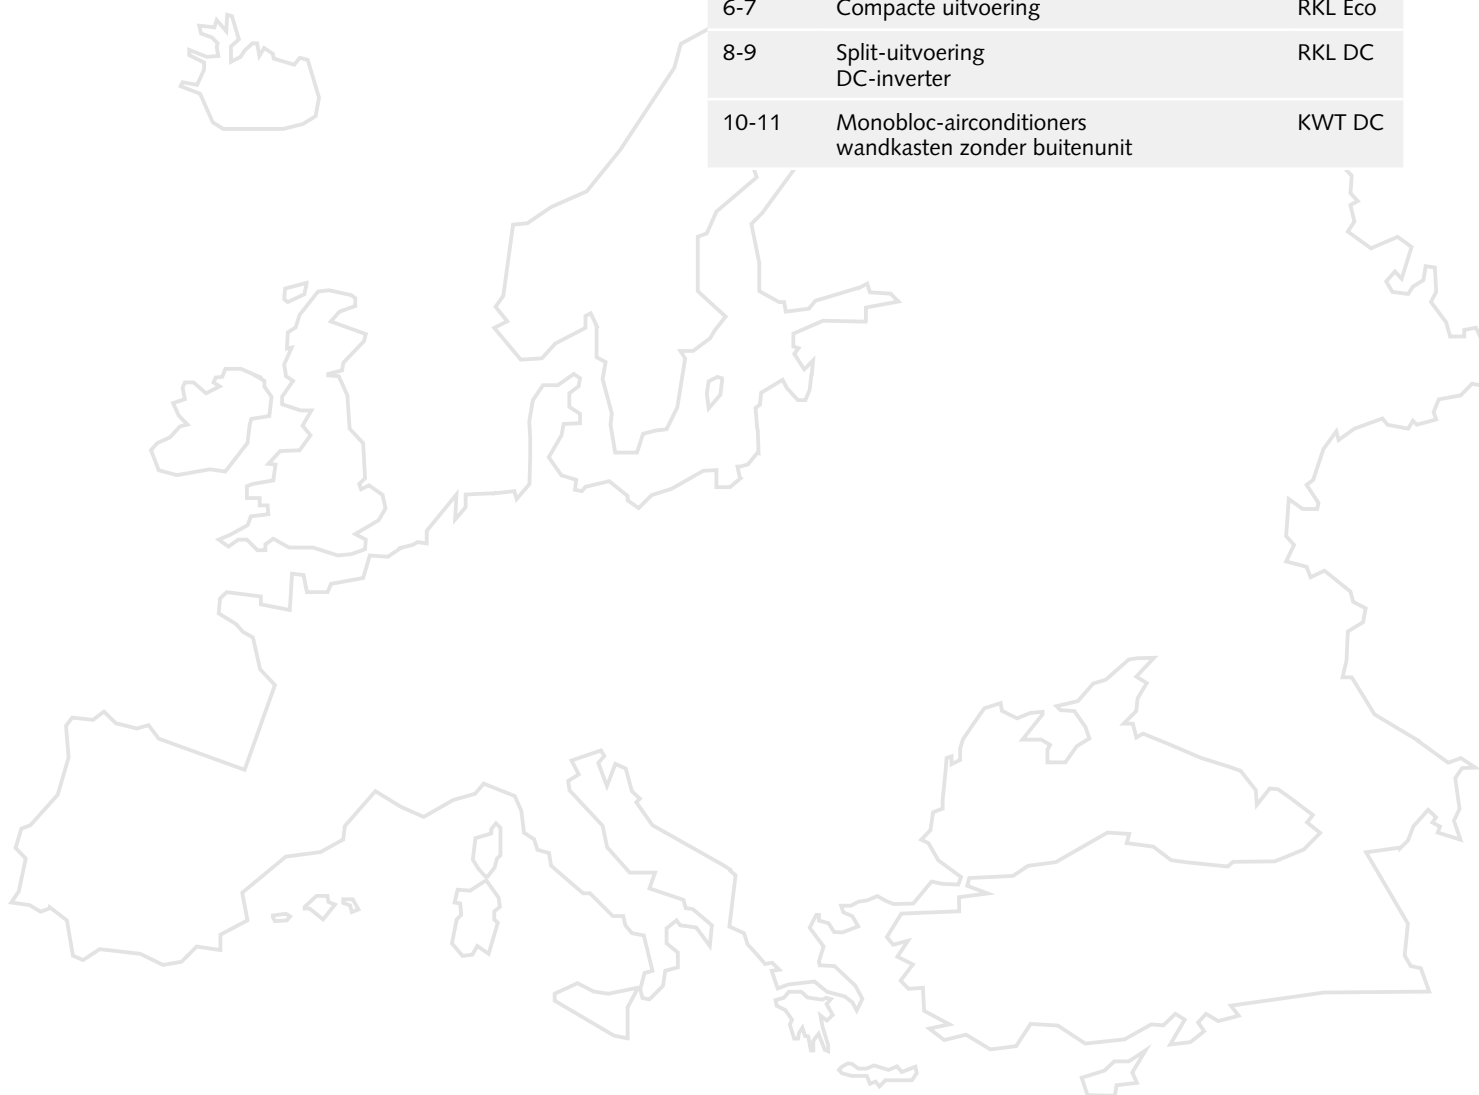 6-7 Compacte uitvoering RKL Eco
8-9 Split-uitvoering RKL DC
DC-inverter
10-11 Monobloc-airconditioners KWT DC
wandkasten zonder buitenunit